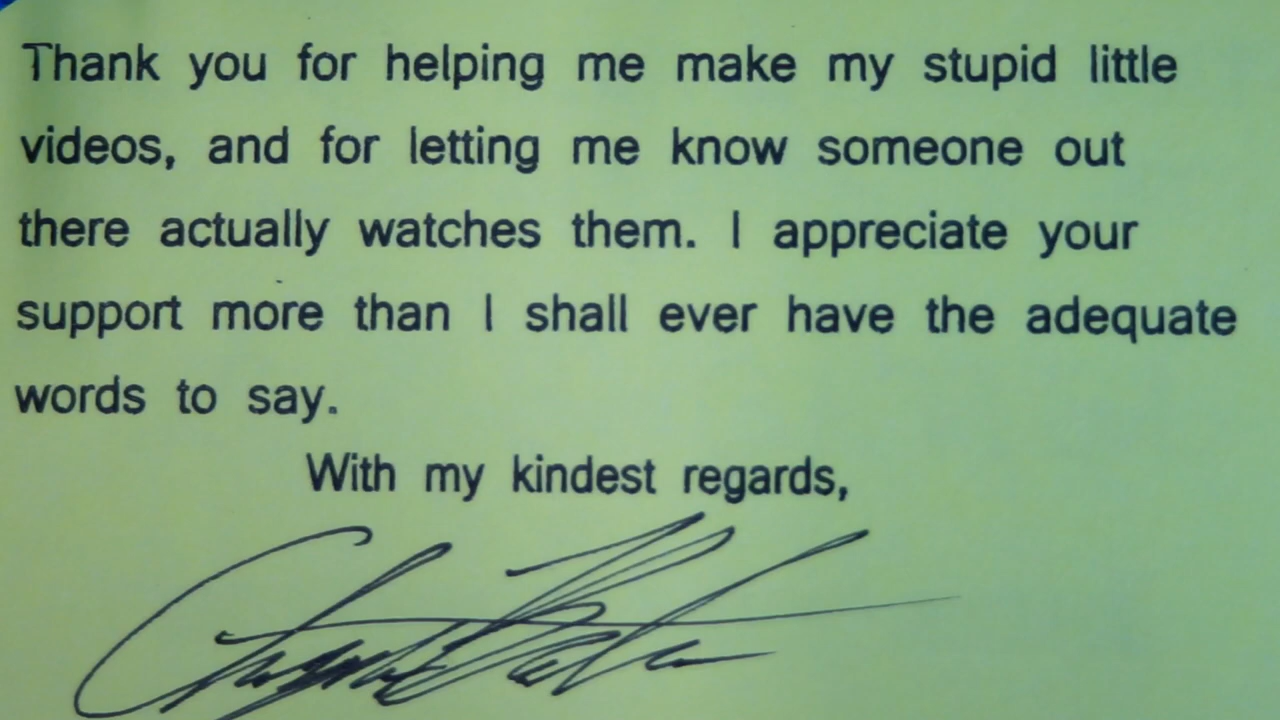 Thank you for helping me make my stupid little
videos, and for letting me know someone out
there actually watches them. I appreciate your
support more than I shall ever have the adequate
words to say.
With my kindest regards,